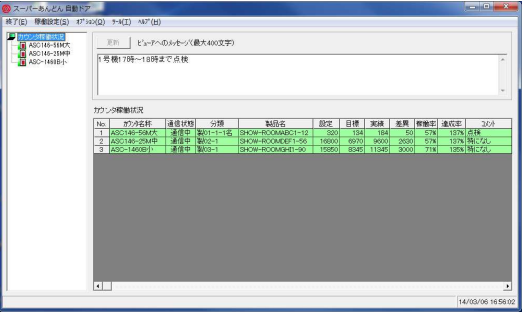 スーパーあんどん 自動ドア
終了(E) 稼働設定(S) オプション(O) ツール(T) ヘルプ(H)
カウンタ稼働状況
ASC146-56M大
ASC146-25M中
ASC-1460B小
更新 ビューアへのメッセージ(最大400文字)
1号機17時～18時まで点検
カウンタ稼働状況
No. カウンタ名称 通信状態 分類 製品名 設定 目標 実績 差異 稼働率 達成率 コメント
1 ASC146-56M大 通信中 製01-1-1名 SHOW-ROOMABC1-12 320 134 184 50 57% 137% 点検
2 ASC146-25M中 通信中 製02-1 SHOW-ROOMDEF1-56 16800 6970 9600 2630 57% 137% 特になし
3 ASC-1460B小 通信中 製03-1 SHOW-ROOMGHI1-90 15850 8345 11345 3000 71% 135% 特になし
14/03/06 16:56:02